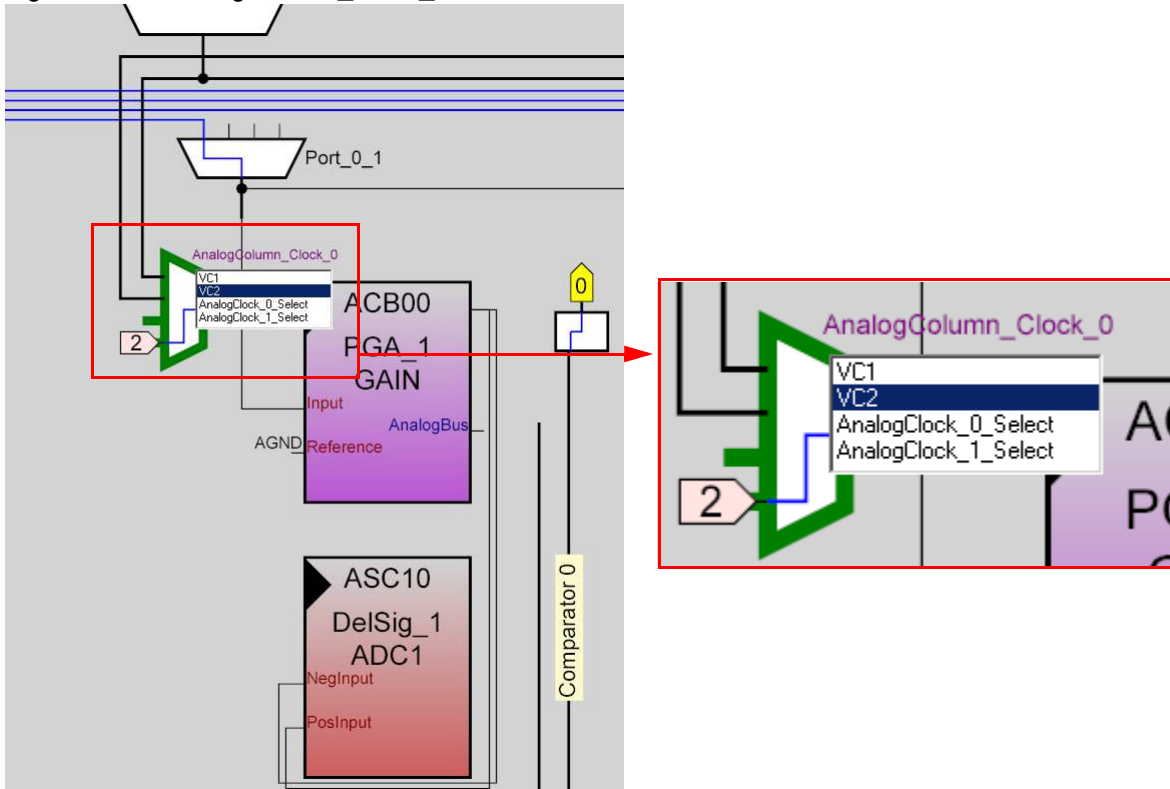 Port_0_1
AnalogColumn_Clock_0
VC1
VC2
AnalogClock_0_Select
AnalogClock_1_Select
2
ACB00
PGA_1
GAIN
Input
AnalogBus
AGND
Reference
0
Comparator 0
ASC10
DelSig_1
ADC1
NegInput
PosInput
AnalogColumn_Clock_0
VC1
VC2
AnalogClock_0_Select
AnalogClock_1_Select
2